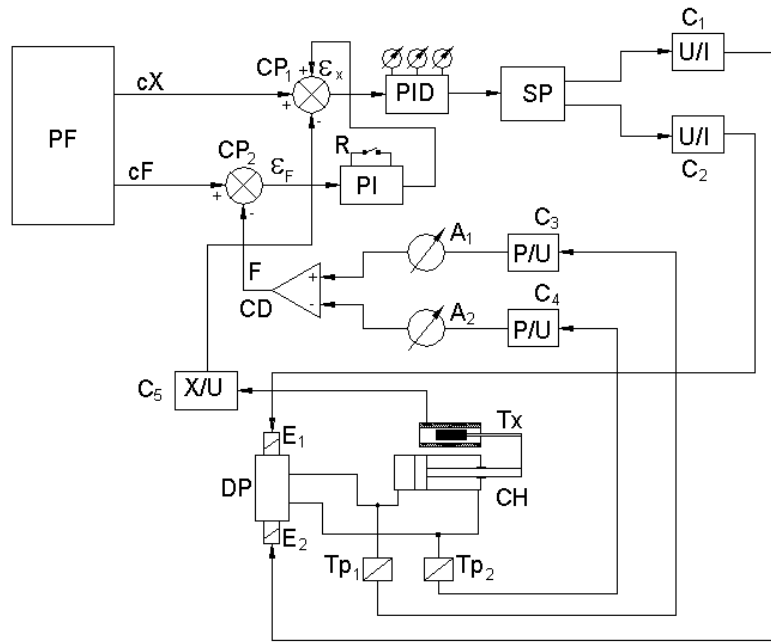 C₁
U/I
cX
CP₁
+
εₓ
+
-
PID
SP
PF
CP₂
R
U/I
C₂
cF
εF
+
-
PI
C₃
A₁
P/U
F
+
CD
-
C₄
A₂
P/U
C₅
X/U
Tx
E₁
DP
CH
E₂
Tp₁
Tp₂